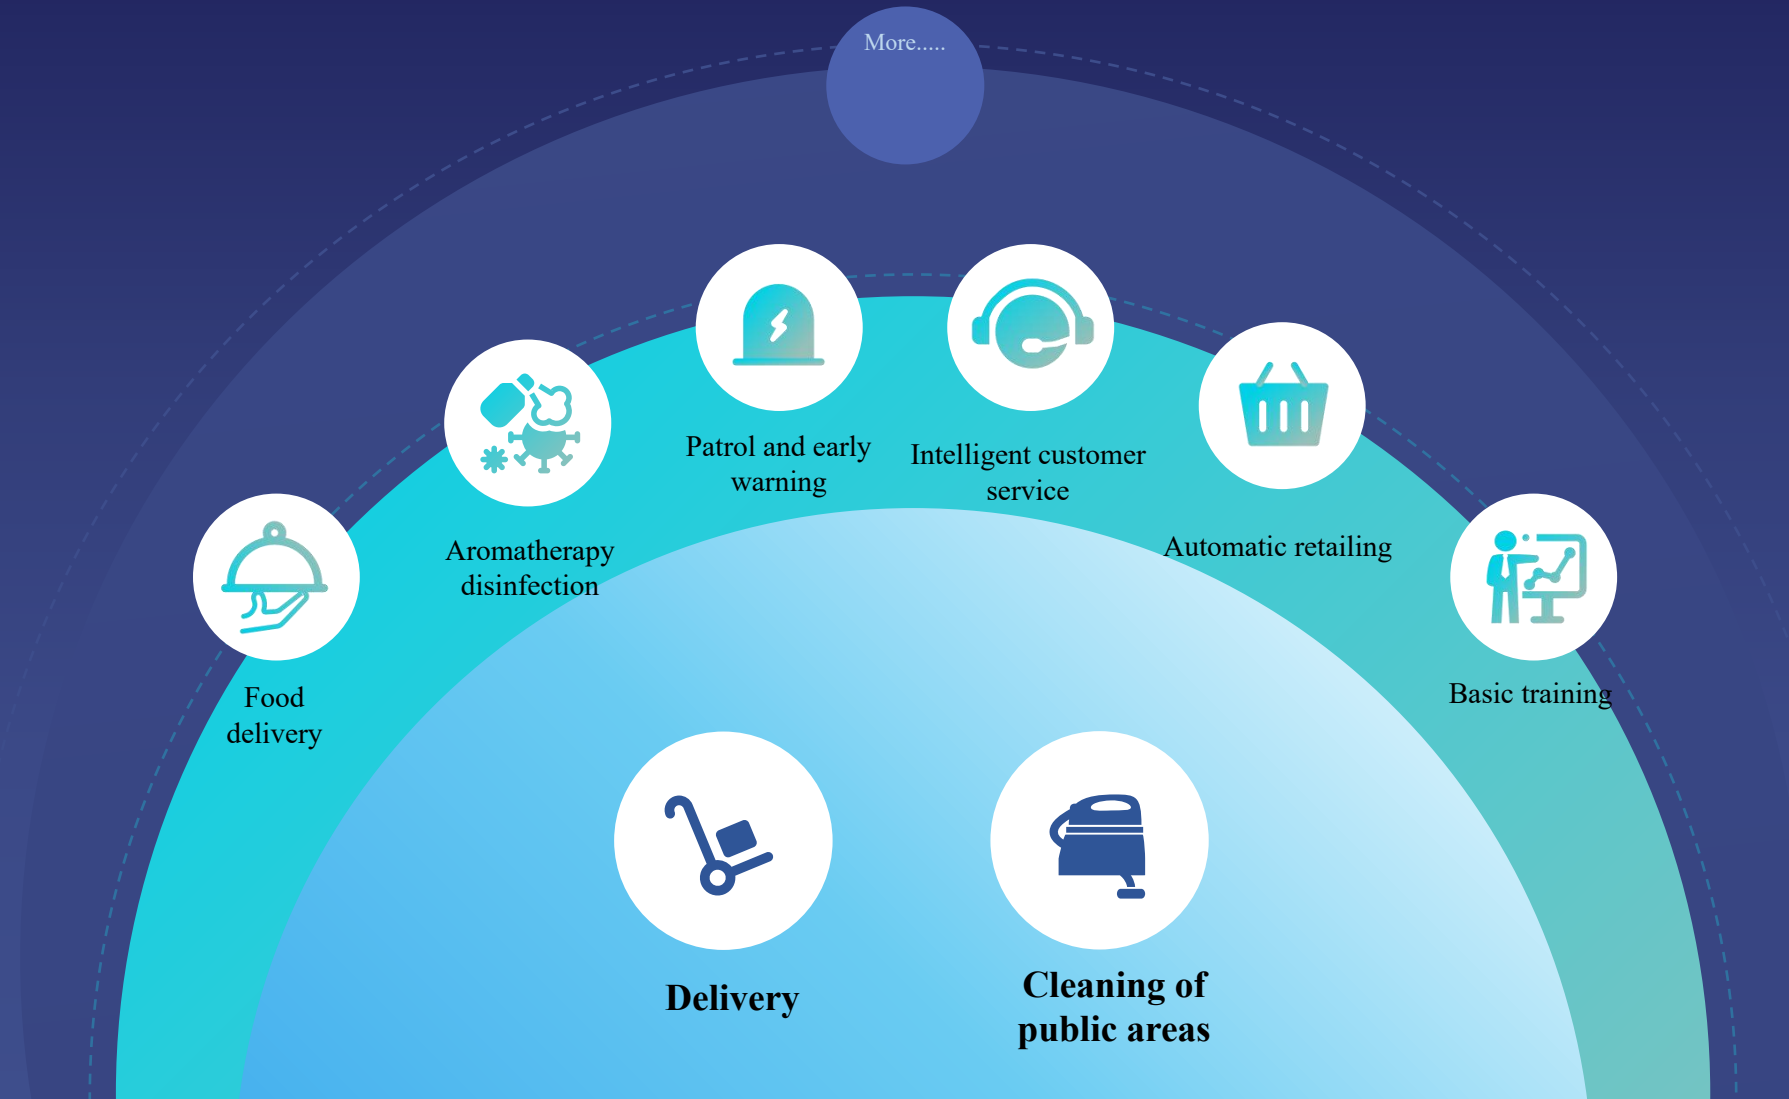 More.....
Patrol and early
warning
Intelligent customer
service
Aromatherapy
disinfection
Automatic retailing
Food
delivery
Basic training
Delivery
Cleaning of
public areas